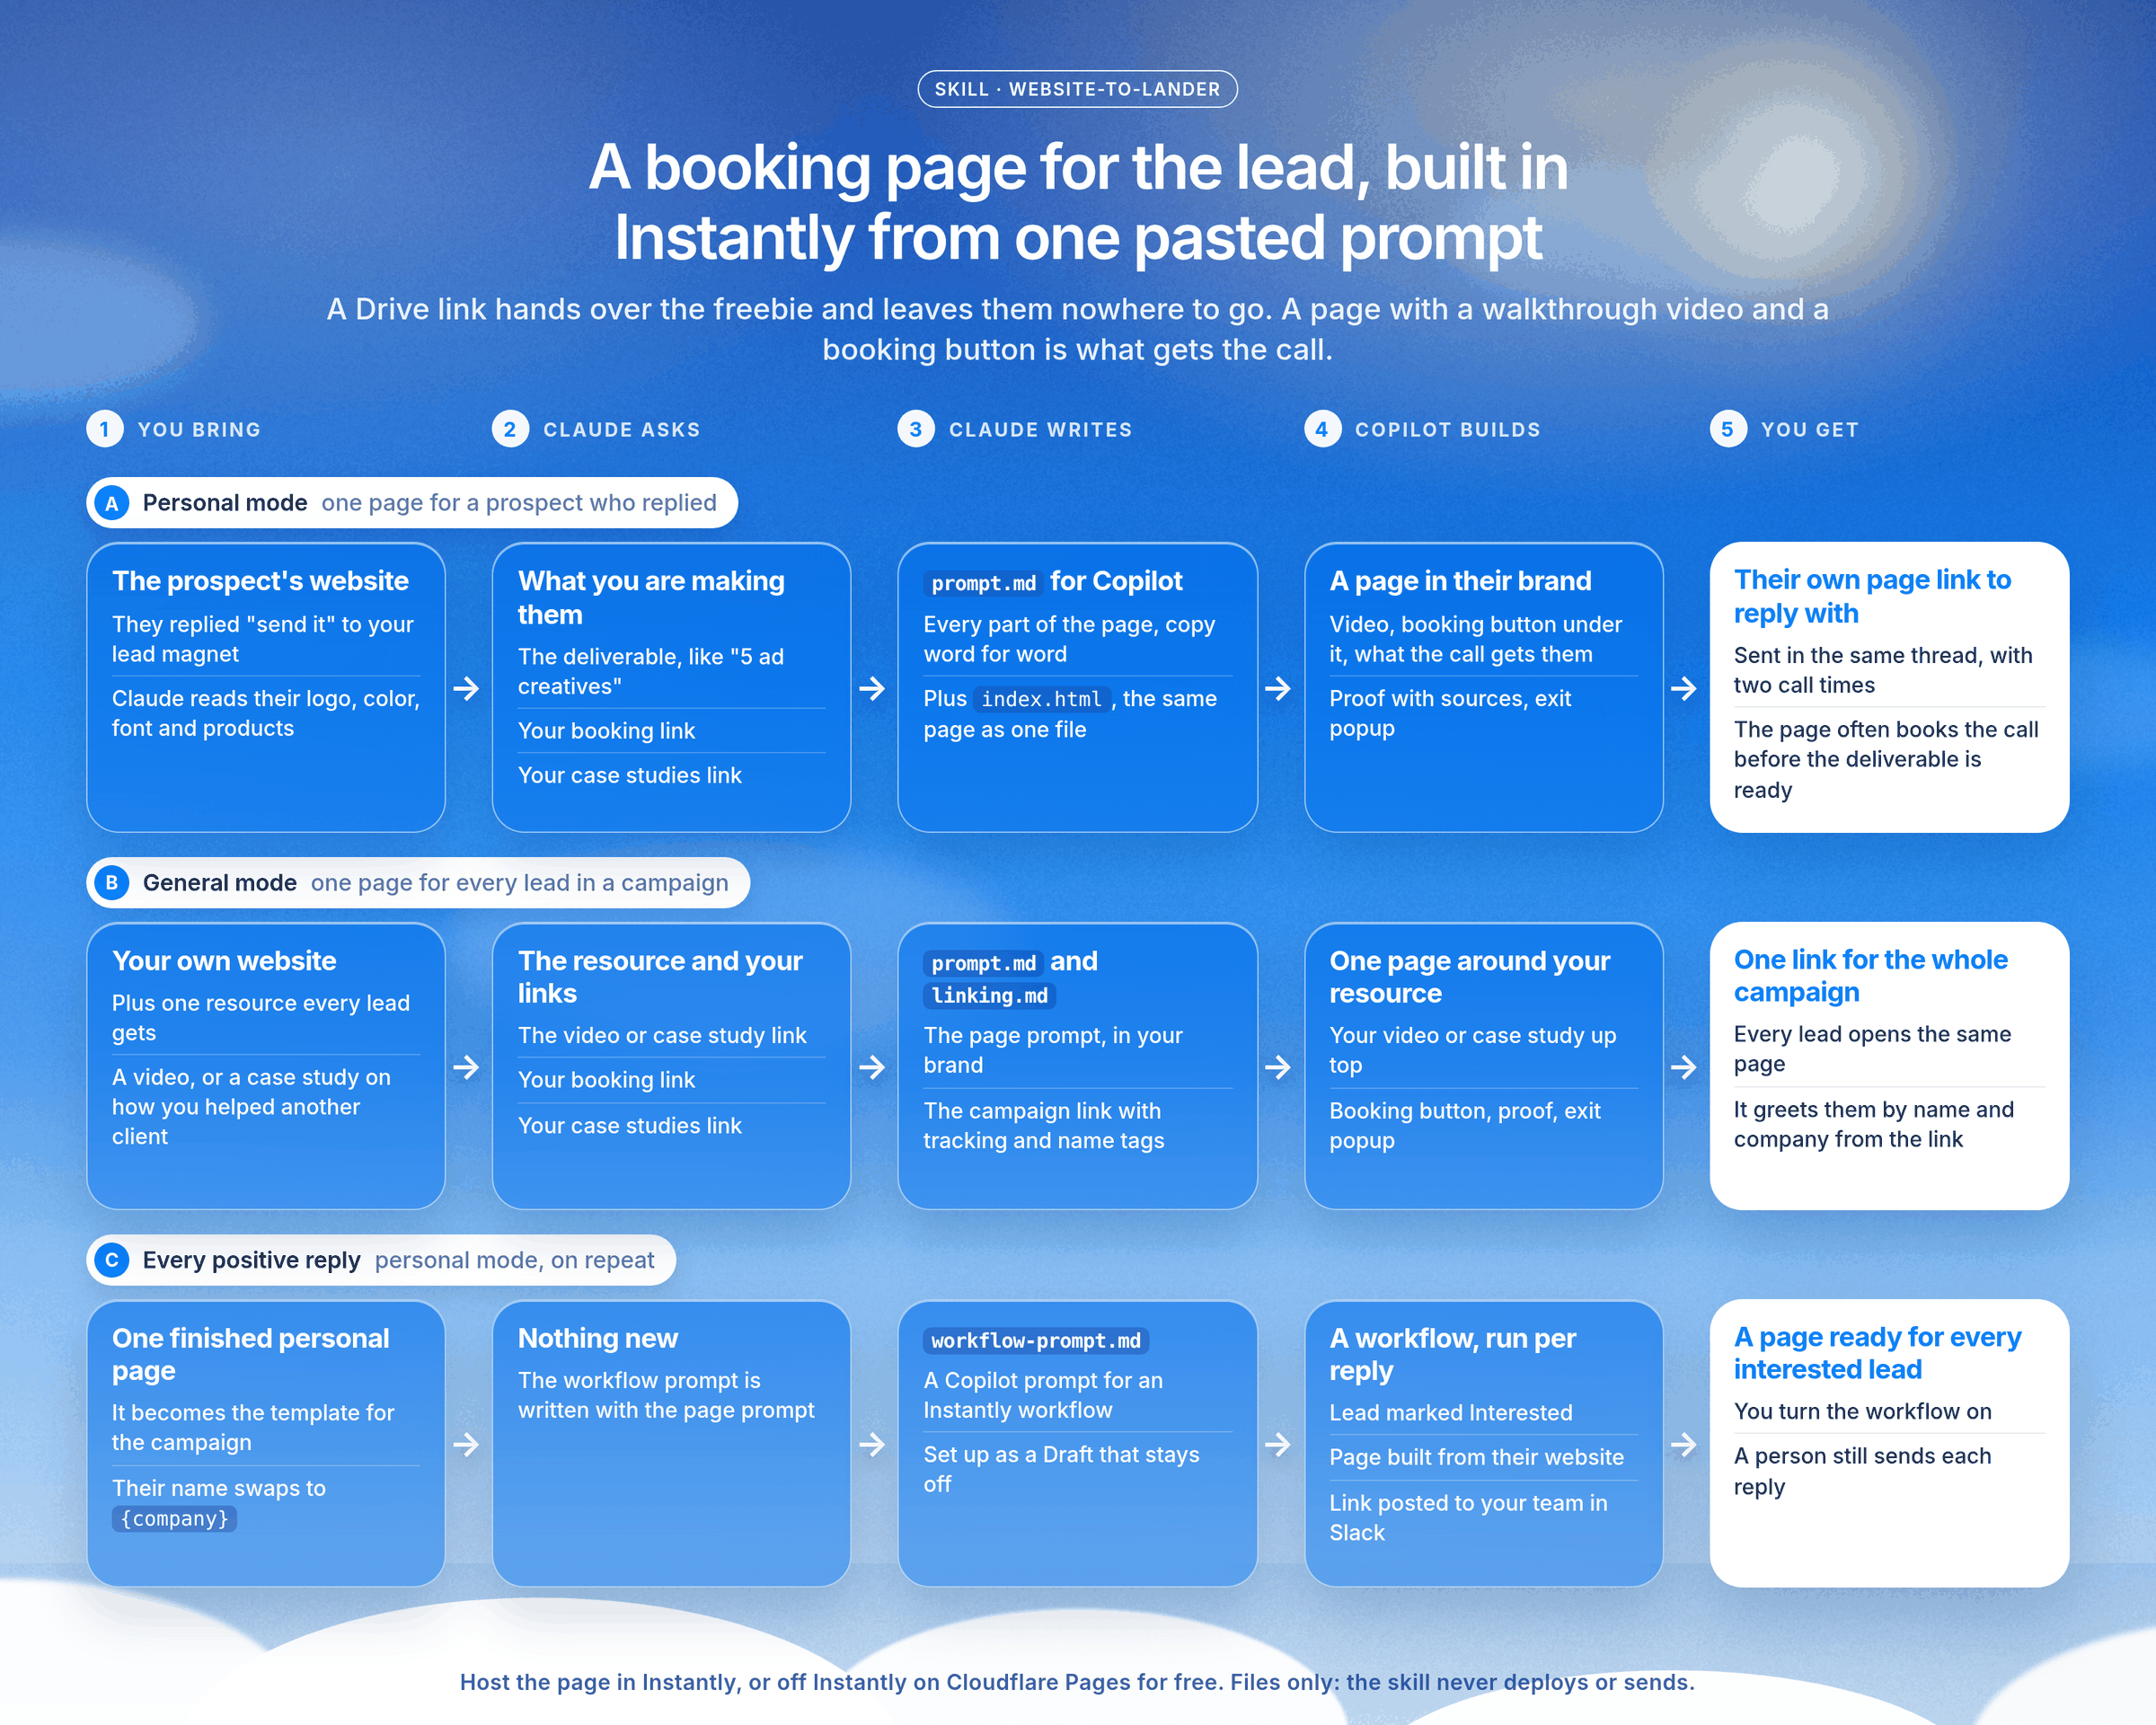 SKILL · WEBSITE-TO-LANDER
A booking page for the lead, built in
Instantly from one pasted prompt
A Drive link hands over the freebie and leaves them nowhere to go. A page with a walkthrough video and a
booking button is what gets the call.
1 YOU BRING
2 CLAUDE ASKS
3 CLAUDE WRITES
4 COPILOT BUILDS
5 YOU GET
A Personal mode one page for a prospect who replied
The prospect's website
They replied "send it" to your
lead magnet
Claude reads their logo, color,
font and products
→
What you are making
them
The deliverable, like "5 ad
creatives"
Your booking link
Your case studies link
→
prompt.md for Copilot
Every part of the page, copy
word for word
Plus index.html, the same
page as one file
→
A page in their brand
Video, booking button under
it, what the call gets them
Proof with sources, exit
popup
→
Their own page link to
reply with
Sent in the same thread, with
two call times
The page often books the call
before the deliverable is
ready
B General mode one page for every lead in a campaign
Your own website
Plus one resource every lead
gets
A video, or a case study on
how you helped another
client
→
The resource and your
links
The video or case study link
Your booking link
Your case studies link
→
prompt.md and
linking.md
The page prompt, in your
brand
The campaign link with
tracking and name tags
→
One page around your
resource
Your video or case study up
top
Booking button, proof, exit
popup
→
One link for the whole
campaign
Every lead opens the same
page
It greets them by name and
company from the link
C Every positive reply personal mode, on repeat
One finished personal
page
It becomes the template for
the campaign
Their name swaps to
{company}
→
Nothing new
The workflow prompt is
written with the page prompt
→
workflow-prompt.md
A Copilot prompt for an
Instantly workflow
Set up as a Draft that stays
off
→
A workflow, run per
reply
Lead marked Interested
Page built from their website
Link posted to your team in
Slack
→
A page ready for every
interested lead
You turn the workflow on
A person still sends each
reply
Host the page in Instantly, or off Instantly on Cloudflare Pages for free. Files only: the skill never deploys or sends.